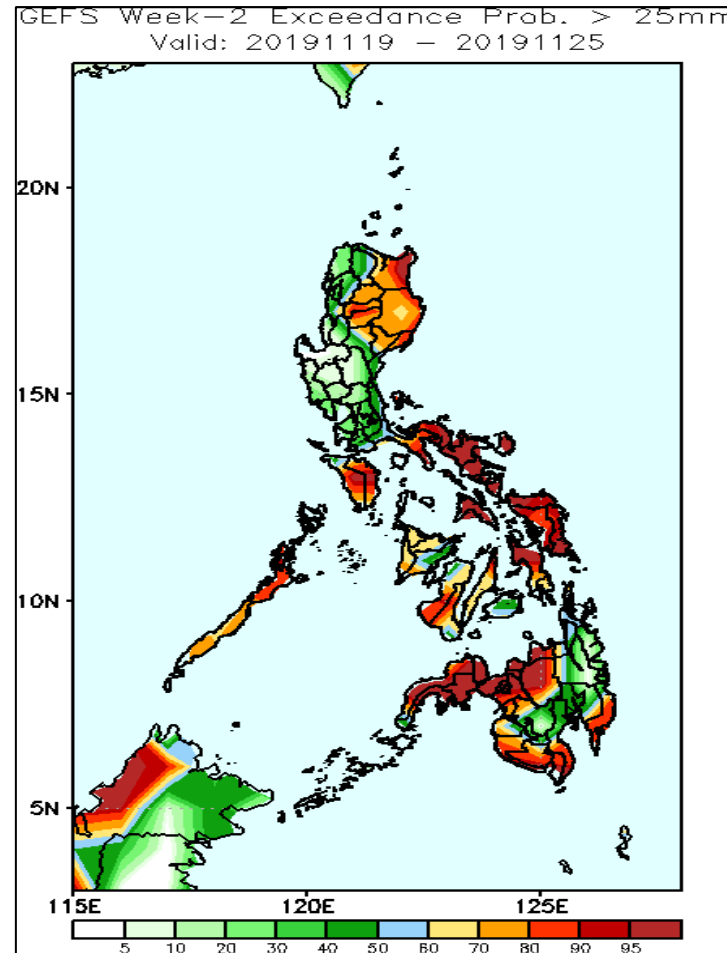 GEFS Week-2 Exceedance Prob. > 25mm
Valid: 20191119 - 20191125
20N
15N
10N
5N
115E 120E 125E
5 10 20 30 40 50 60 70 80 90 95